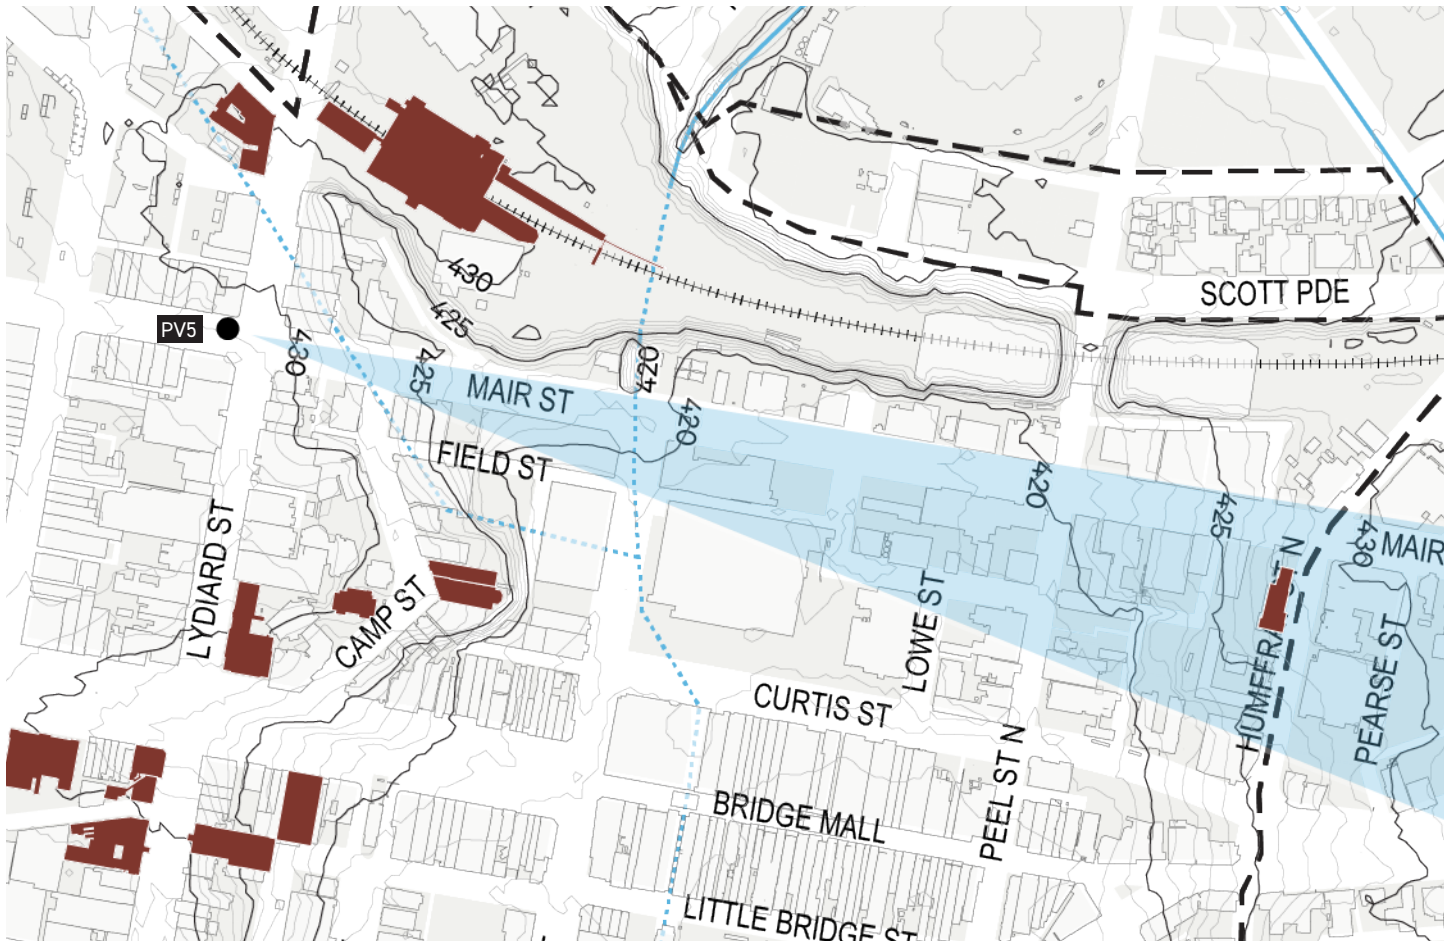 SCOTT PDE
430
425
PV5
430
425
420
MAIR ST
420
FIELD ST
420
425
430
MAIR
LYDIARD ST
CAMP ST
LOWE ST
HUMFFRAY
N
PEARSE ST
CURTIS ST
PEEL ST N
BRIDGE MALL
LITTLE BRIDGE ST